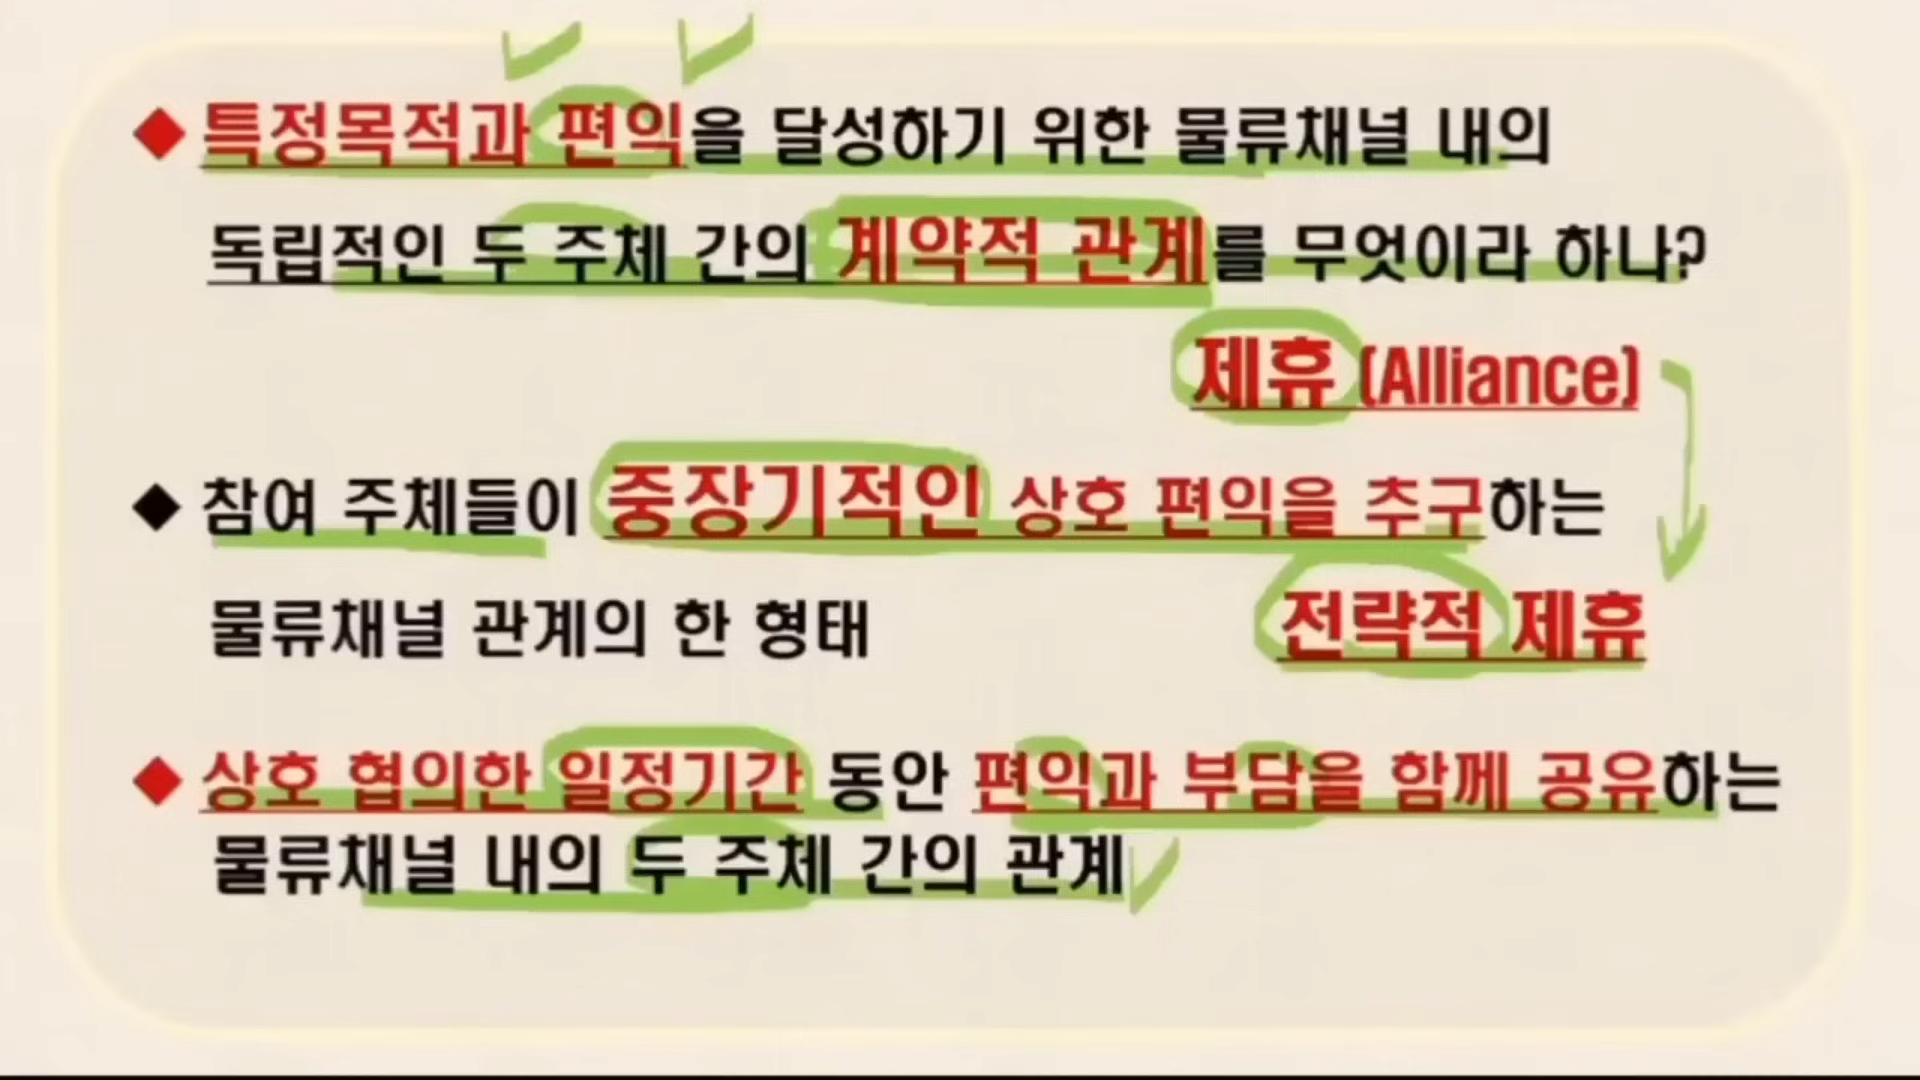 ◆ 특정목적과 편익을 달성하기 위한 물류채널 내의
독립적인 두 주체 간의 계약적 관계를 무엇이라 하나?
제휴 (Alliance)
◆ 참여 주체들이 중장기적인 상호 편익을 추구하는
물류채널 관계의 한 형태
전략적 제휴
◆ 상호 협의한 일정기간 동안 편익과 부담을 함께 공유하는
물류채널 내의 두 주체 간의 관계